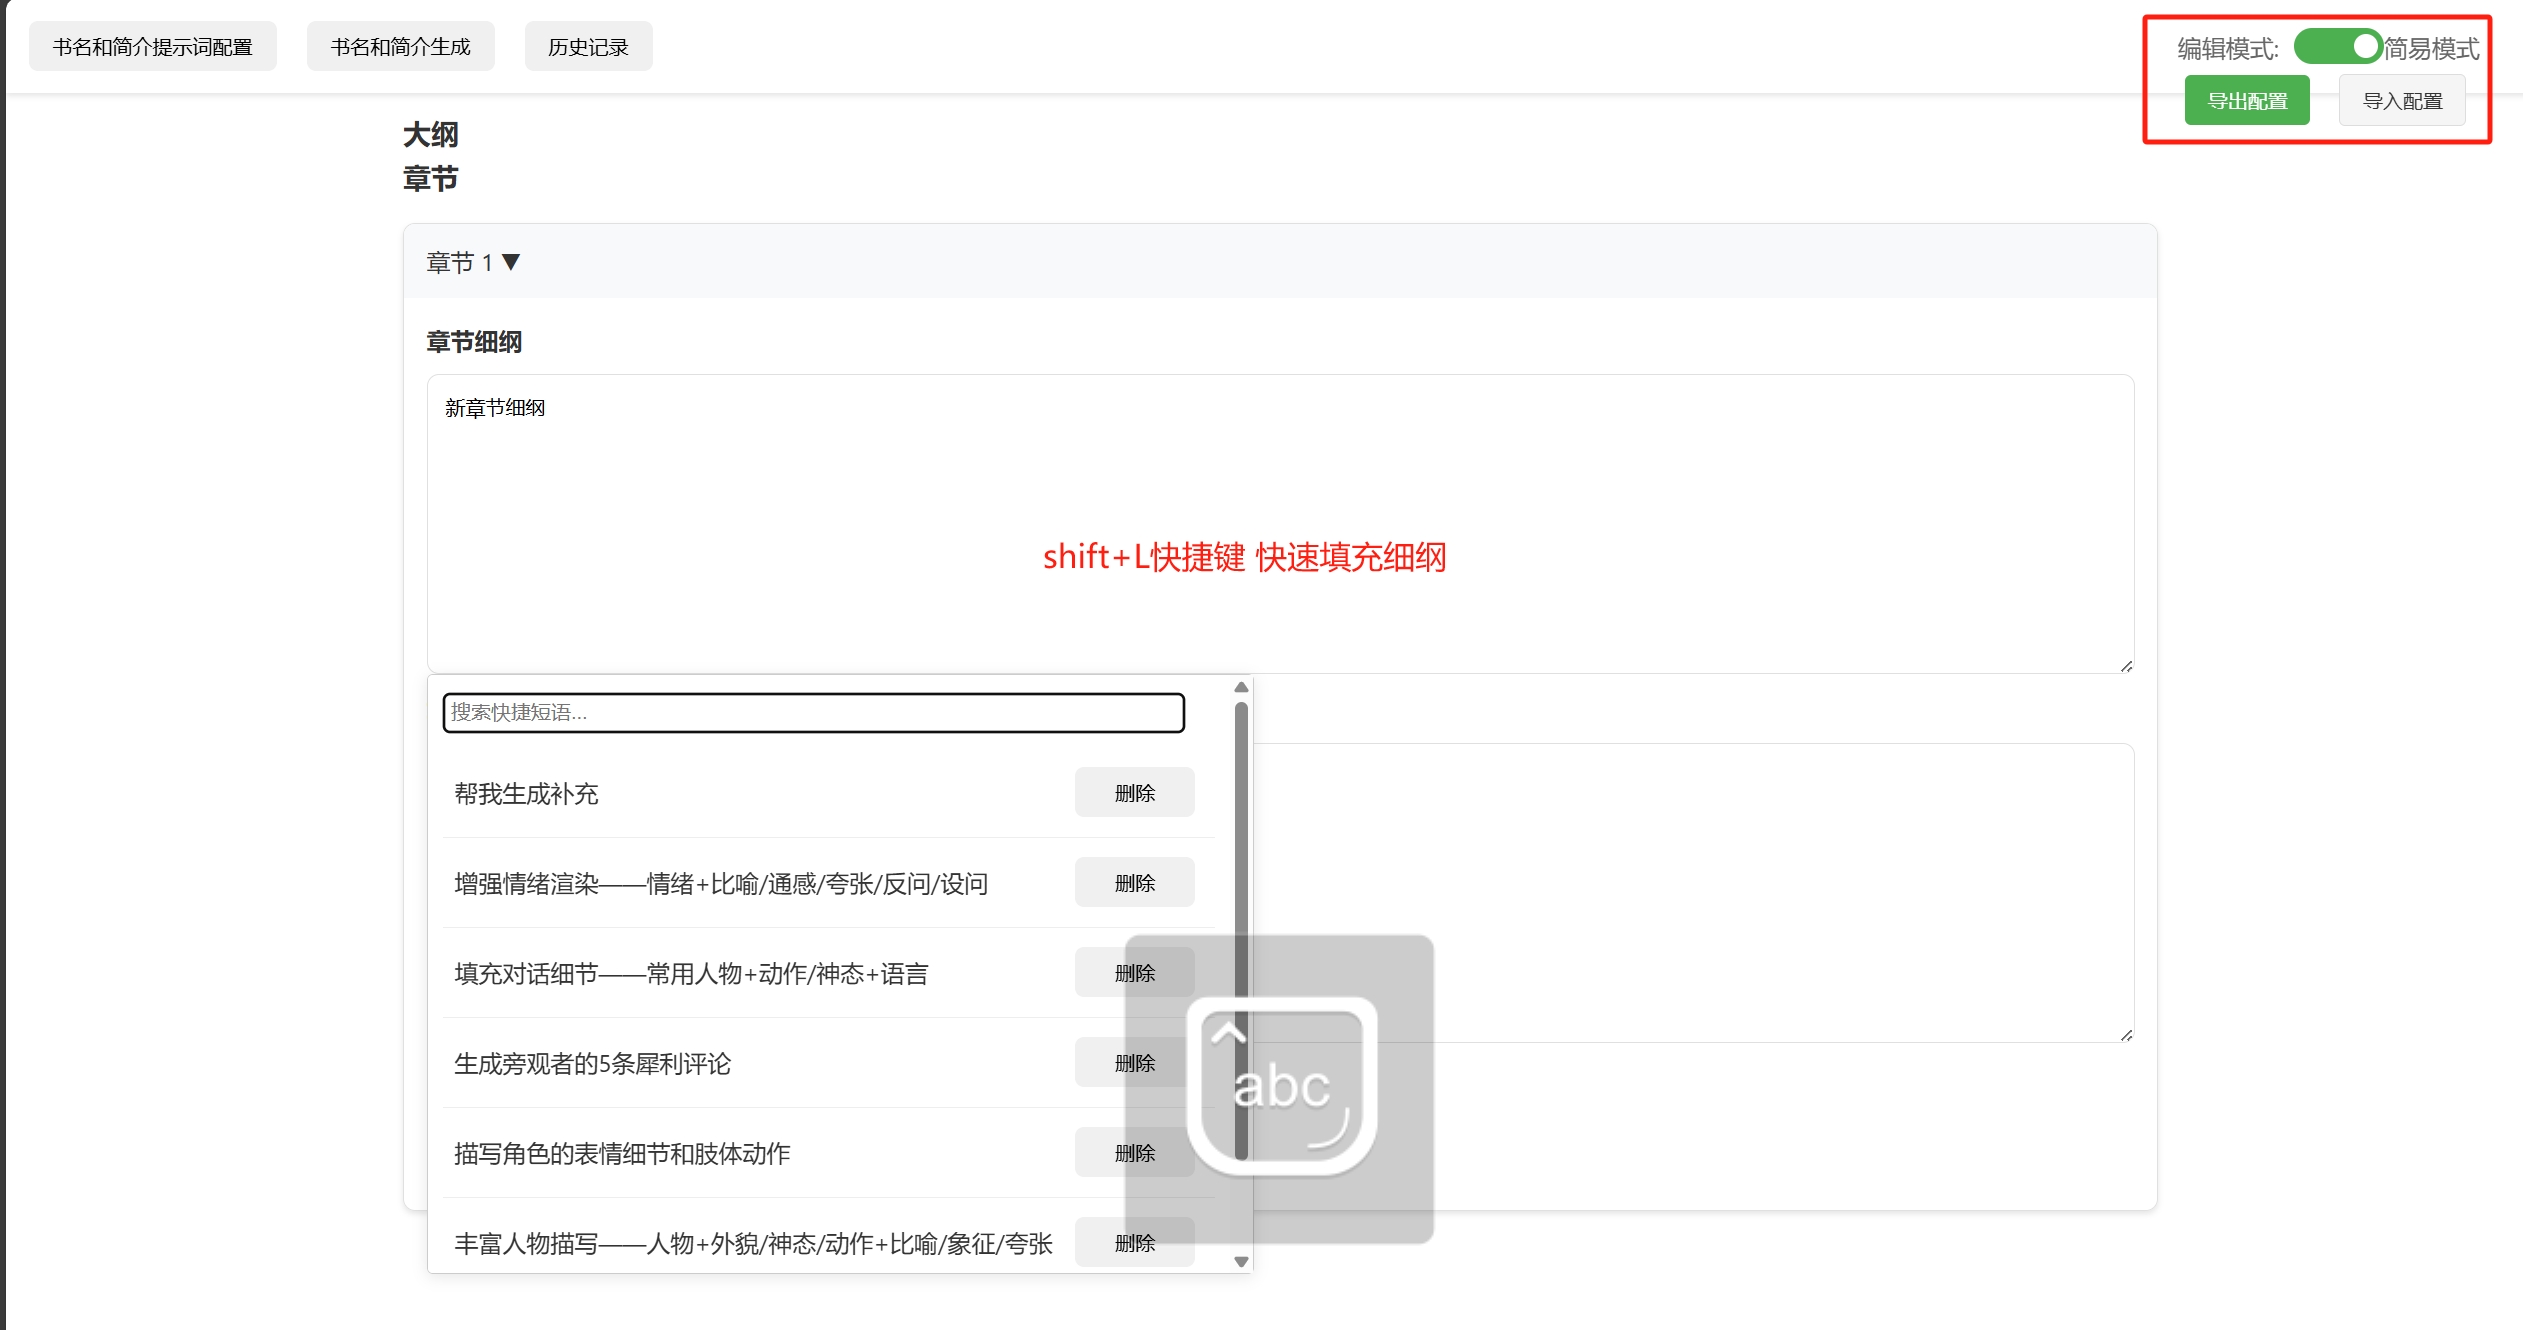 书名和简介提示词配置 书名和简介生成 历史记录 编辑模式: 简易模式
导出配置 导入配置
大纲
章节
章节 1 ▼
章节细纲
新章节细纲
shift+L快捷键 快速填充细纲
搜索快捷短语...
帮我生成补充 删除
增强情绪渲染——情绪+比喻/通感/夸张/反问/设问 删除
填充对话细节——常用人物+动作/神态+语言 删除
生成旁观者的5条犀利评论 删除
描写角色的表情细节和肢体动作 删除
丰富人物描写——人物+外貌/神态/动作+比喻/象征/夸张 删除
abc